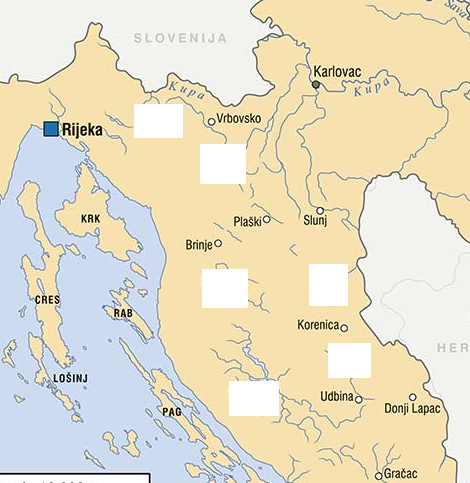 SLOVENIJA
Sava
Karlovac
Kupa
Kupa
Vrbovsko
Rijeka
KRK
Plaški
Slunj
Brinje
CRES
RAB
Korenica
HER
LOŠINJ
Udbina
Donji Lapac
PAG
Gračac